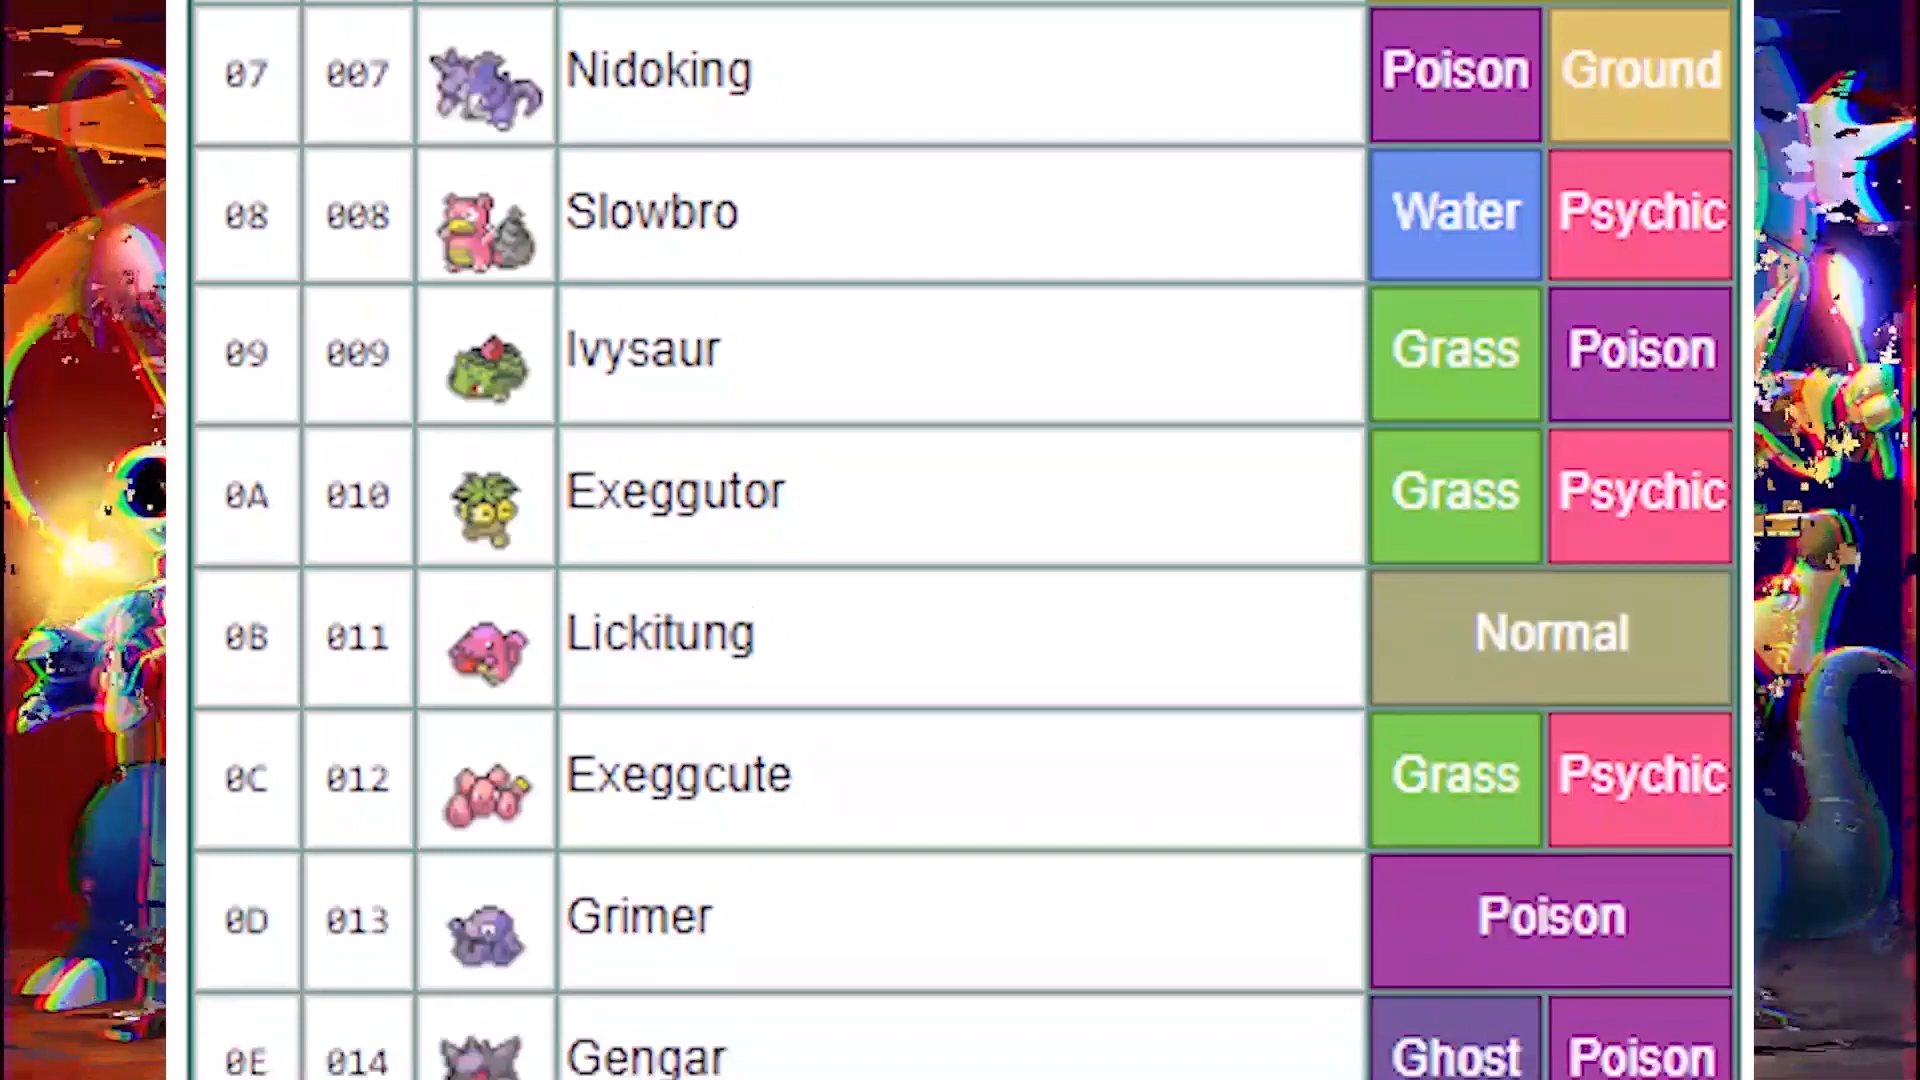 07 007 Nidoking Poison Ground
08 008 Slowbro Water Psychic
09 009 Ivysaur Grass Poison
0A 010 Exeggutor Grass Psychic
0B 011 Lickitung Normal
0C 012 Exeggcute Grass Psychic
0D 013 Grimer Poison
0E 014 Gengar Ghost Poison